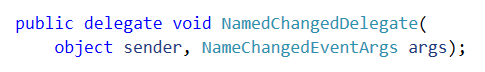 public delegate void NamedChangedDelegate(
object sender, NameChangedEventArgs args);